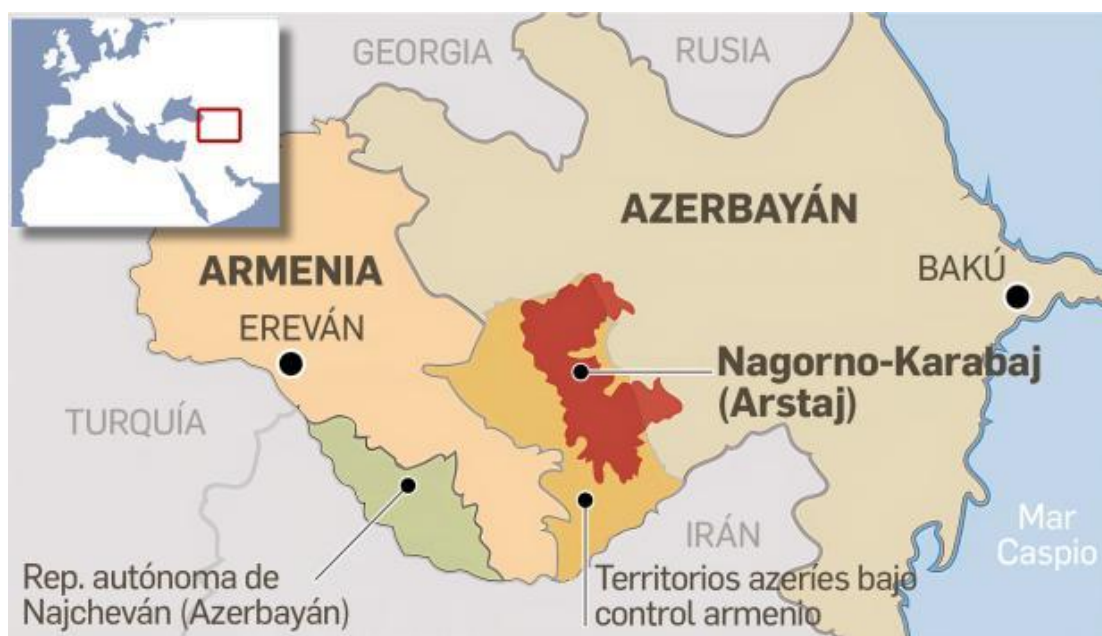 GEORGIA
RUSIA
AZERBAYÁN
ARMENIA
BAKÚ
EREVÁN
Nagorno-Karabaj
(Arstaj)
TURQUÍA
IRÁN
Mar
Caspio
Rep. autónoma de
Najcheván (Azerbayán)
Territorios azeríes bajo
control armenio